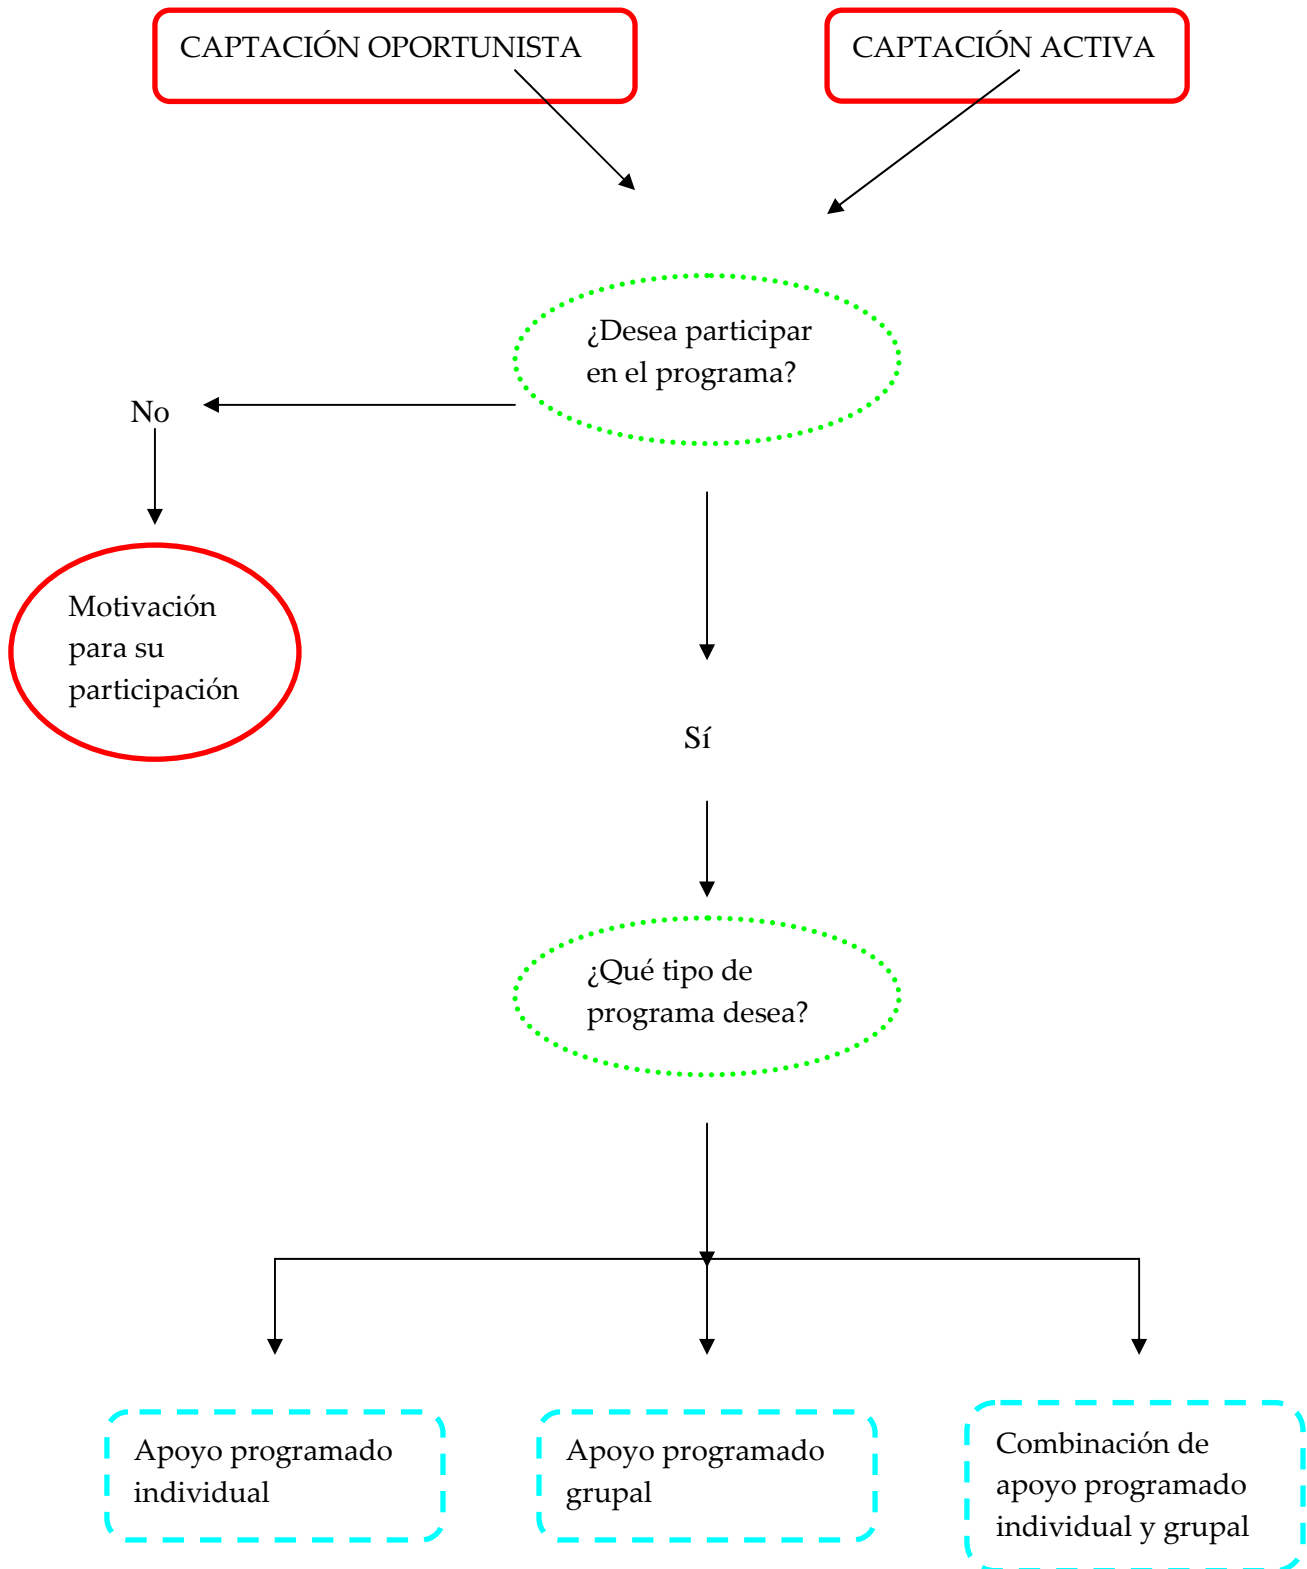 CAPTACIÓN OPORTUNISTA
CAPTACIÓN ACTIVA
¿Desea participar
en el programa?
No
Motivación
para su
participación
Sí
¿Qué tipo de
programa desea?
Apoyo programado
individual
Apoyo programado
grupal
Combinación de
apoyo programado
individual y grupal